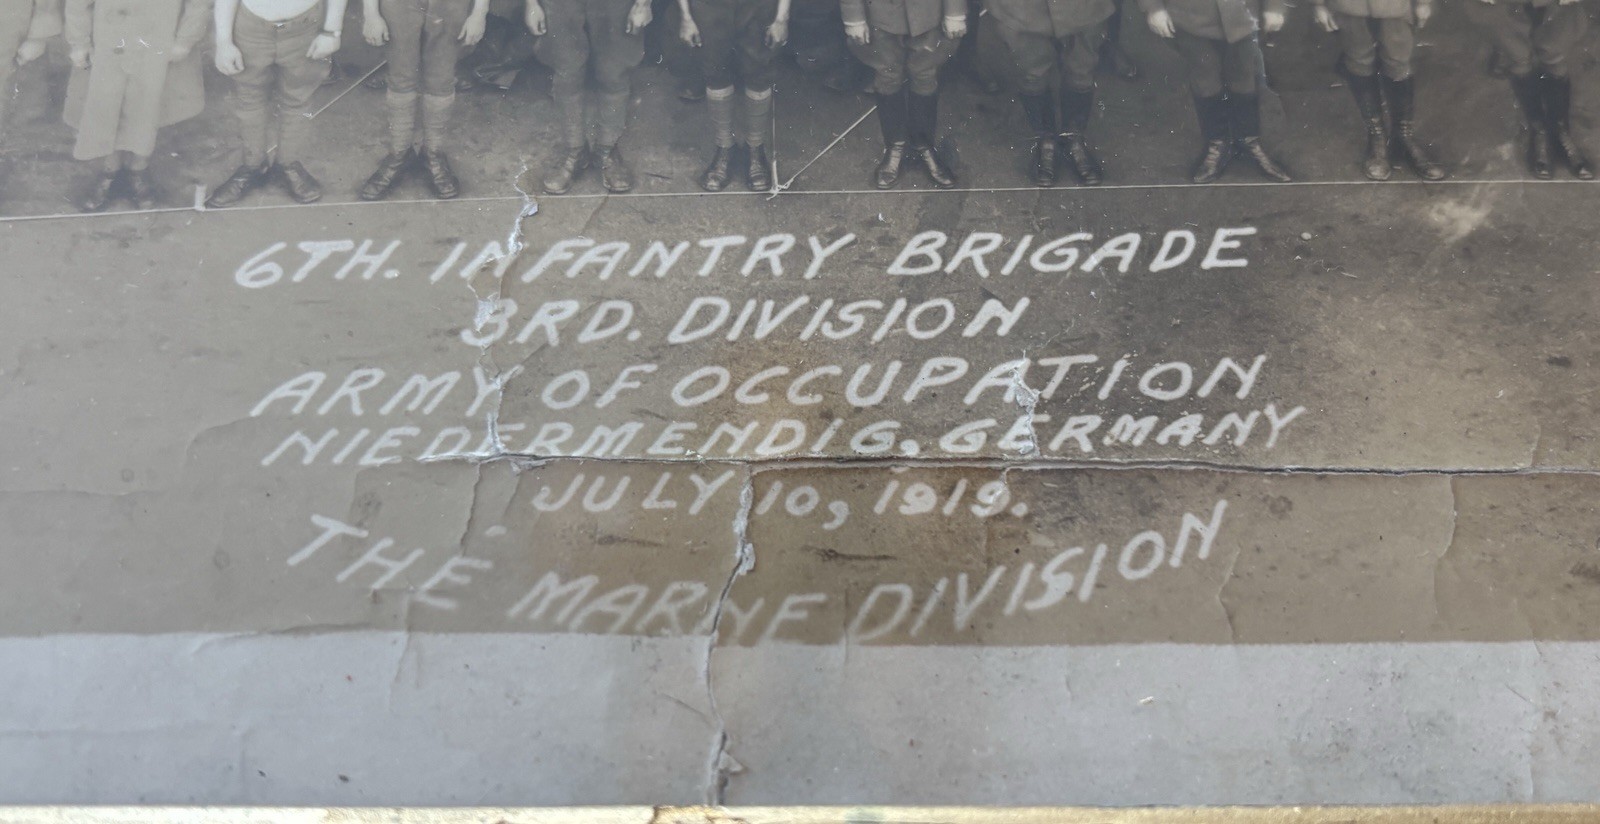 6TH. INFANTRY BRIGADE
3RD. DIVISION
ARMY OF OCCUPATION
NIEDERMENDIG. GERMANY
JULY 10, 1919.
THE MARNE DIVISION